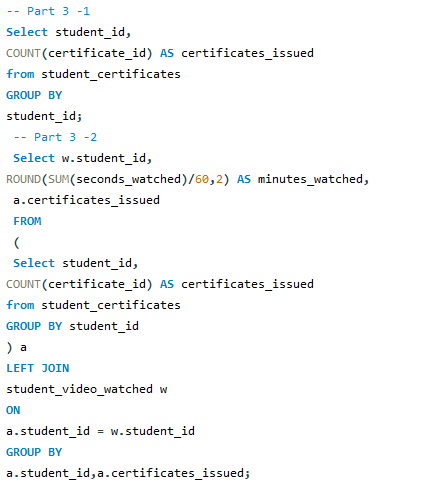 -- Part 3 -1
Select student_id,
COUNT(certificate_id) AS certificates_issued
from student_certificates
GROUP BY
student_id;
-- Part 3 -2
Select w.student_id,
ROUND(SUM(seconds_watched)/60,2) AS minutes_watched,
a.certificates_issued
FROM
(
Select student_id,
COUNT(certificate_id) AS certificates_issued
from student_certificates
GROUP BY student_id
) a
LEFT JOIN
student_video_watched w
ON
a.student_id = w.student_id
GROUP BY
a.student_id,a.certificates_issued;